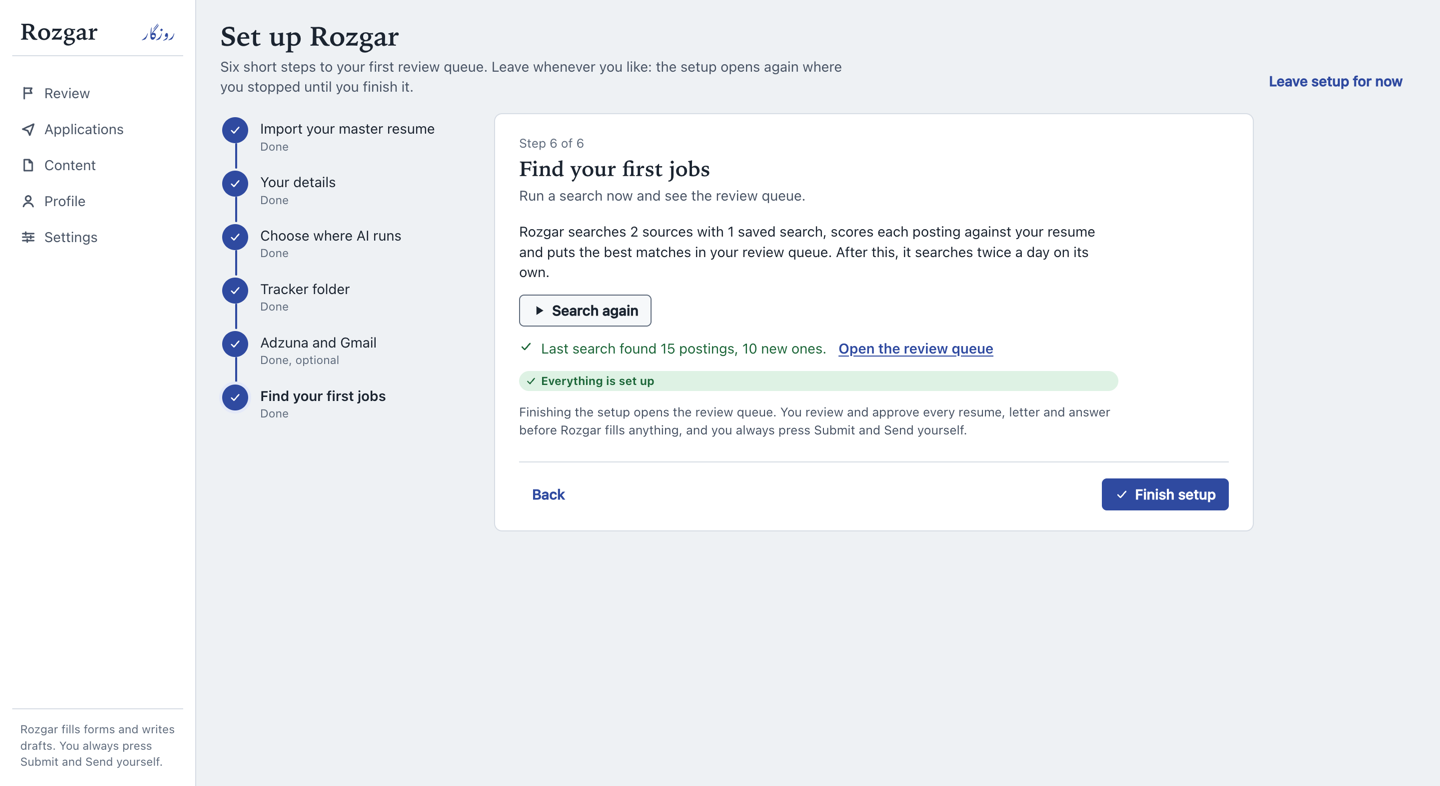 Rozgar
روزگار
Review
Applications
Content
Profile
Settings
Rozgar fills forms and writes
drafts. You always press
Submit and Send yourself.
Set up Rozgar
Six short steps to your first review queue. Leave whenever you like: the setup opens again where
you stopped until you finish it.
Leave setup for now
Import your master resume
Done
Your details
Done
Choose where AI runs
Done
Tracker folder
Done
Adzuna and Gmail
Done, optional
Find your first jobs
Done
Step 6 of 6
Find your first jobs
Run a search now and see the review queue.
Rozgar searches 2 sources with 1 saved search, scores each posting against your resume
and puts the best matches in your review queue. After this, it searches twice a day on its
own.
Search again
Last search found 15 postings, 10 new ones. Open the review queue
Everything is set up
Finishing the setup opens the review queue. You review and approve every resume, letter and answer
before Rozgar fills anything, and you always press Submit and Send yourself.
Back
Finish setup